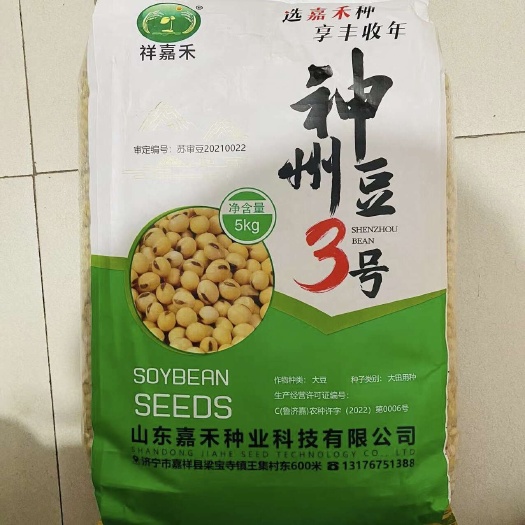 祥嘉禾
®
选嘉禾种
享丰收年
审定编号：苏审豆20210022
神州豆3号
SHENZHOU
BEAN
净含量
5kg
SOYBEAN
SEEDS
作物种类：大豆 种子类别：大田用种
生产经营许可证编号：
C(鲁济嘉)农种许字（2022）第0006号
山东嘉禾种业科技有限公司
SHANDONG JIAHE SEED TECHNOLOGY CO., LTD
济宁市嘉祥县梁宝寺镇王集村东600米 13176751388